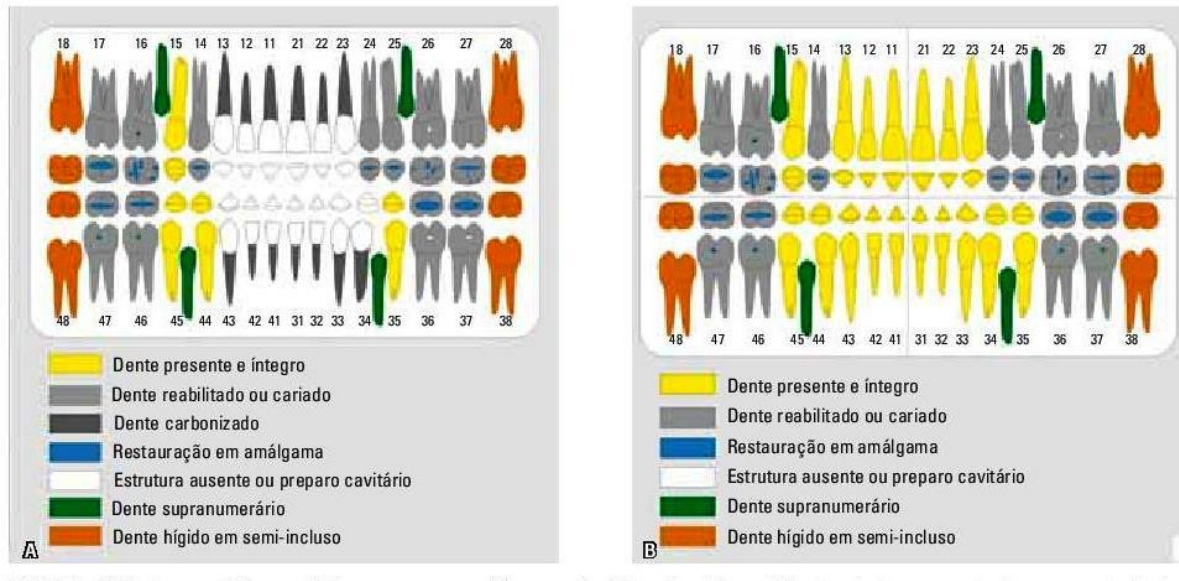 18 17 16 15 14 13 12 11 21 22 23 24 25 26 27 28
48 47 46 45 44 43 42 41 31 32 33 34 35 36 37 38
Dente presente e íntegro
Dente reabilitado ou cariado
Dente carbonizado
Restauração em amálgama
Estrutura ausente ou preparo cavitário
Dente supranumerário
Dente hígido em semi-incluso
A
18 17 16 15 14 13 12 11 21 22 23 24 25 26 27 28
48 47 46 45 44 43 42 41 31 32 33 34 35 36 37 38
Dente presente e íntegro
Dente reabilitado ou cariado
Restauração em amálgama
Estrutura ausente ou preparo cavitário
Dente supranumerário
Dente hígido em semi-incluso
B